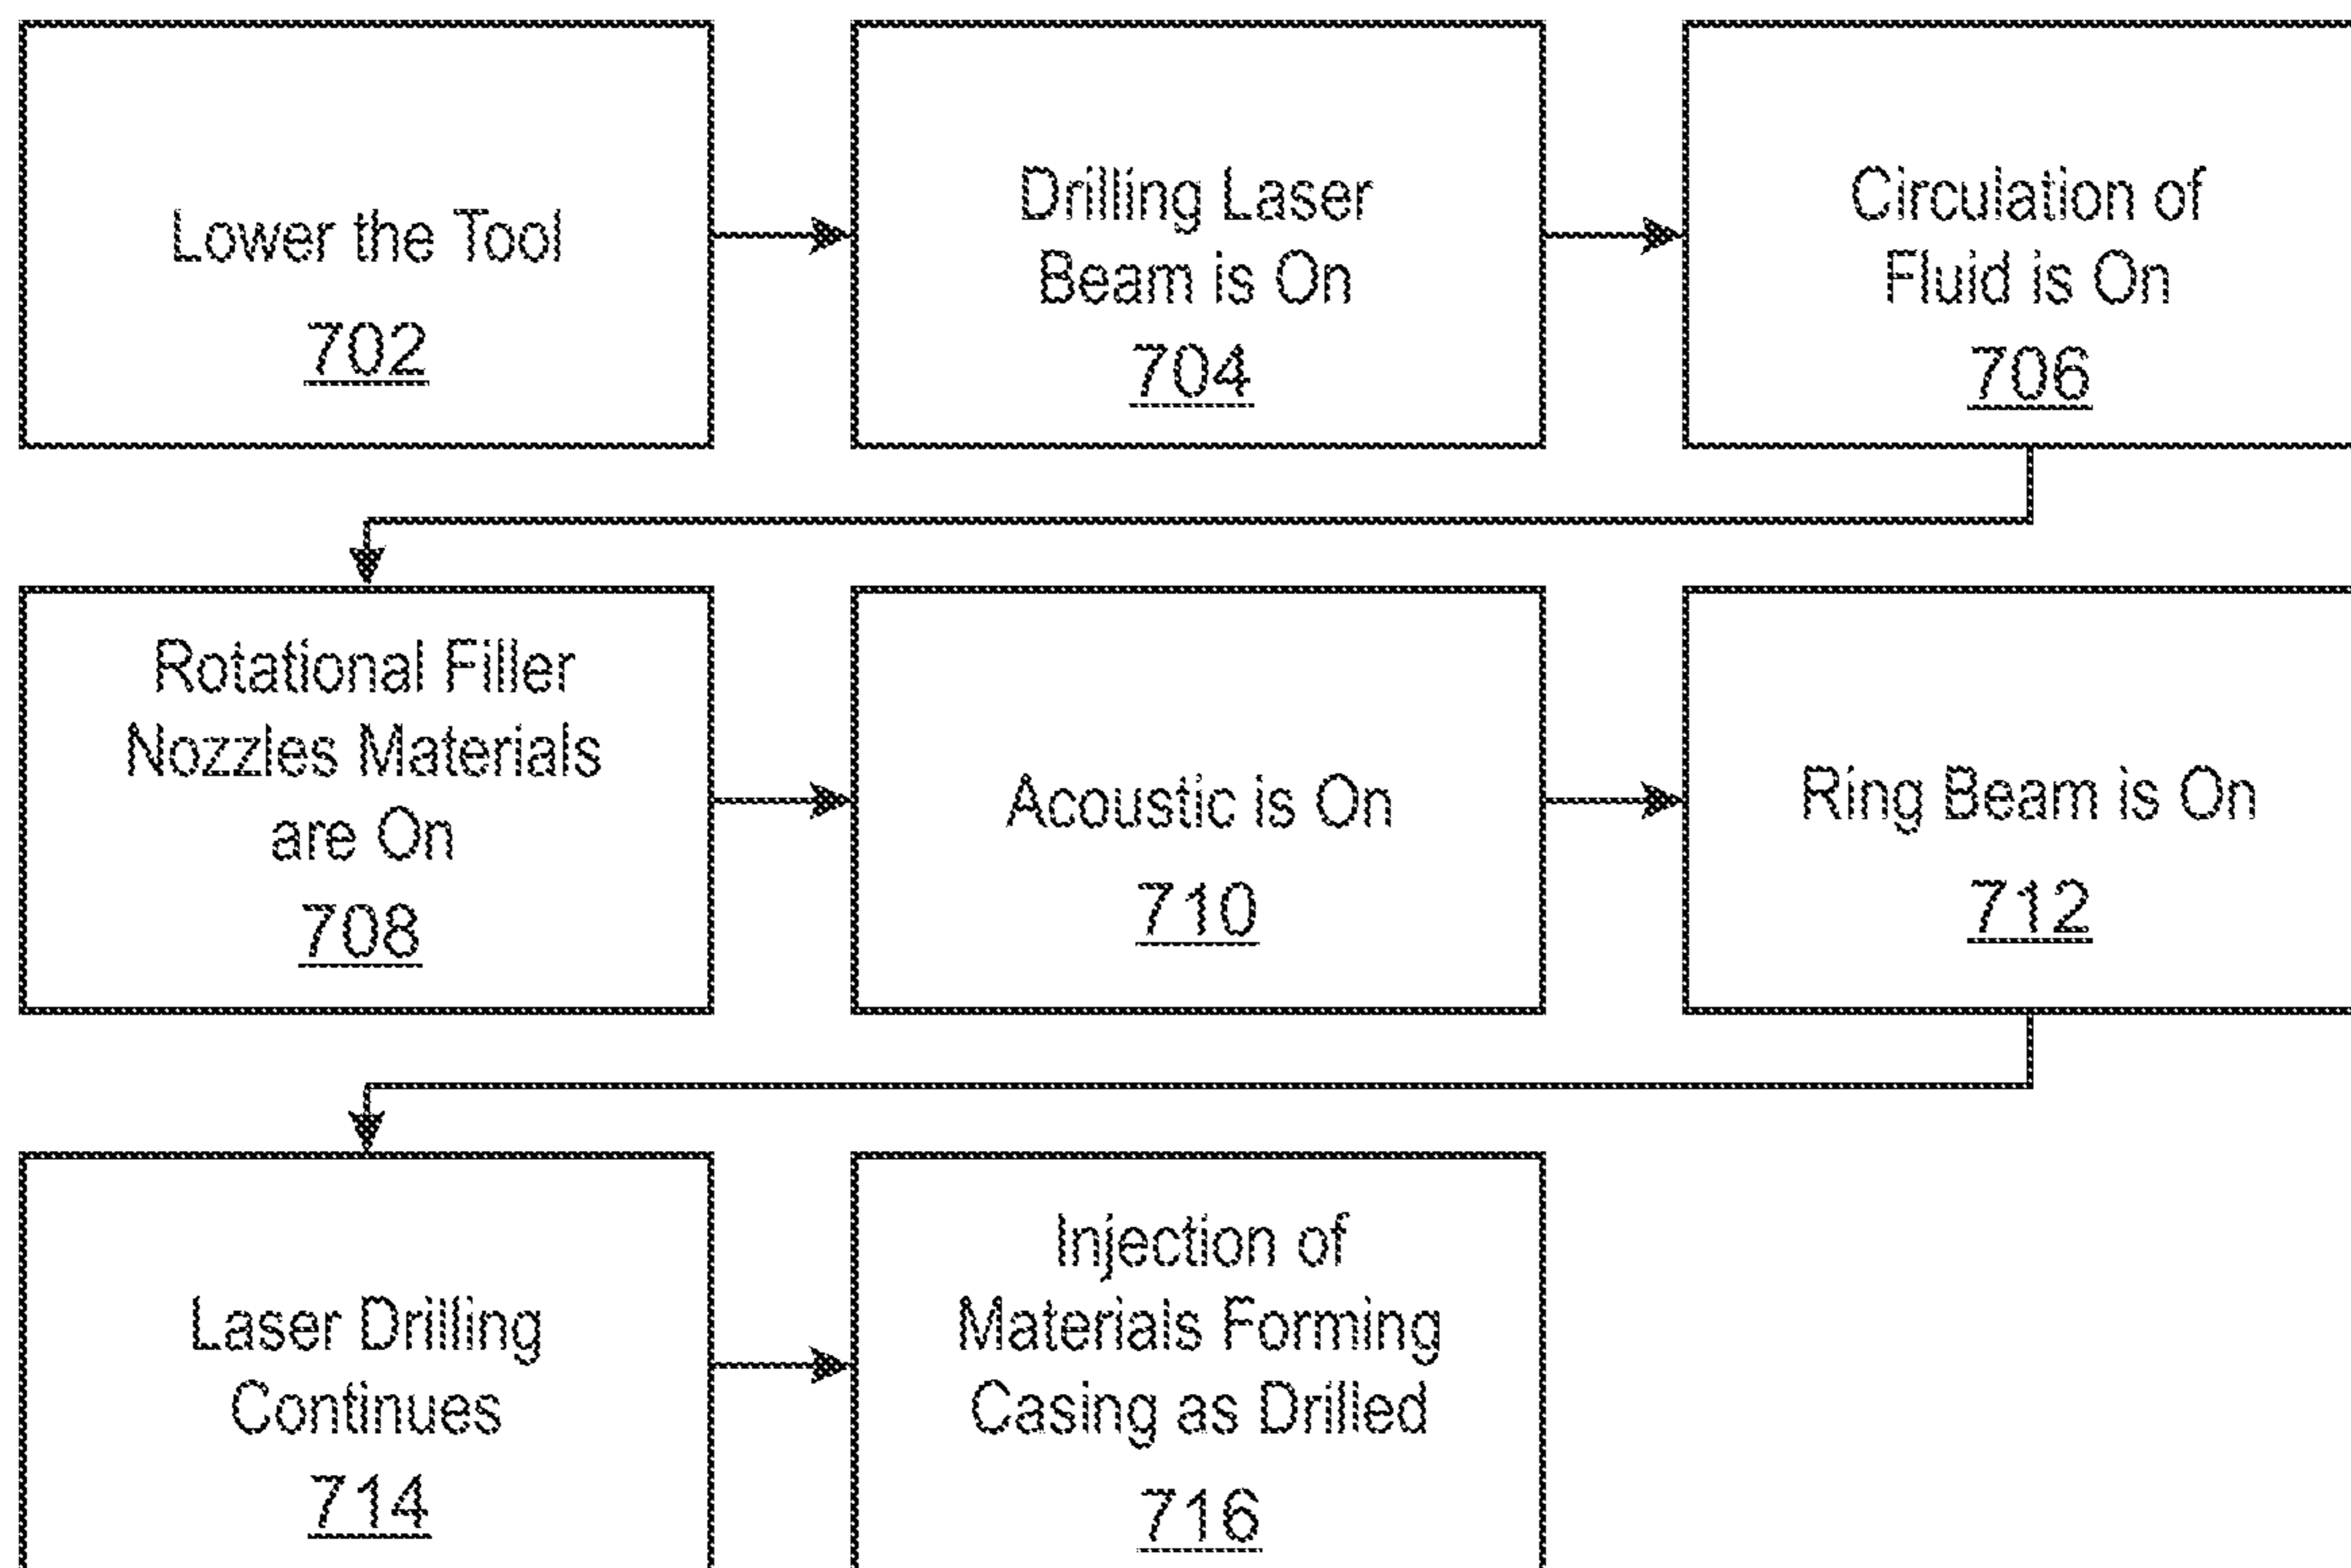 Lower the Tool
702
Drilling Laser
Beam is On
704
Circulation of
Fluid is On
706
Rotational Filler
Nozzles Materials
are On
708
Acoustic is On
710
Ring Beam is On
712
Laser Drilling
Continues
714
Injection of
Materials Forming
Casing as Drilled
716